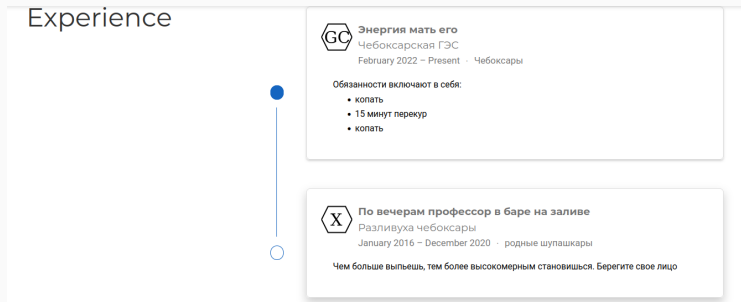 Experience
GC
Энергия мать его
Чебоксарская ГЭС
February 2022 – Present · Чебоксары
Обязанности включают в себя:
• копать
• 15 минут перекур
• копать
X
По вечерам профессор в баре на заливе
Разливуха чебоксары
January 2016 – December 2020 · родные шупашкары
Чем больше выпьешь, тем более высокомерным становишься. Берегите свое лицо